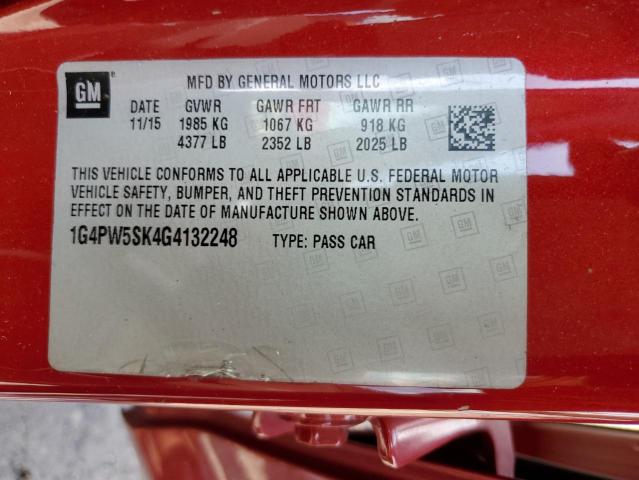 GM
MFD BY GENERAL MOTORS LLC
DATE GVWR GAWR FRT GAWR RR
11/15 1985 KG 1067 KG 918 KG
4377 LB 2352 LB 2025 LB
THIS VEHICLE CONFORMS TO ALL APPLICABLE U.S. FEDERAL MOTOR
VEHICLE SAFETY, BUMPER, AND THEFT PREVENTION STANDARDS IN
EFFECT ON THE DATE OF MANUFACTURE SHOWN ABOVE.
1G4PW5SK4G4132248 TYPE: PASS CAR